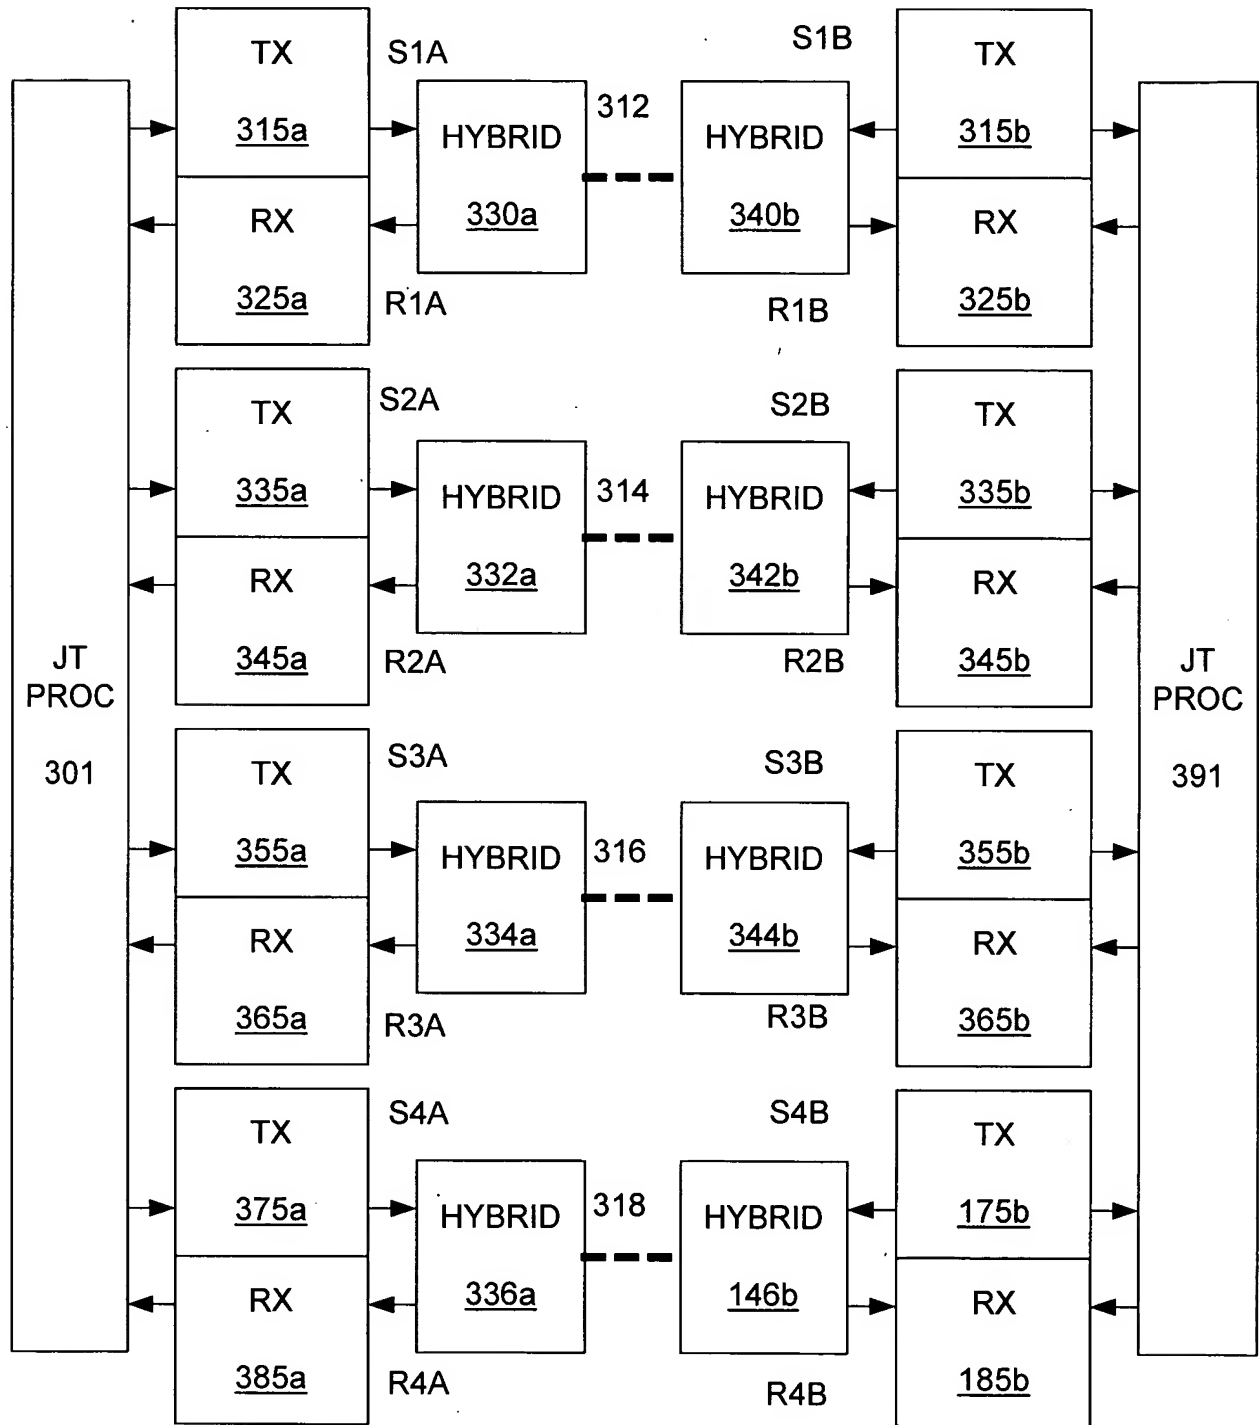 TX
S1A
S1B
TX
315a
HYBRID
312
HYBRID
315b
RX
330a
340b
RX
325a
R1A
R1B
325b
TX
S2A
S2B
TX
335a
HYBRID
314
HYBRID
335b
RX
332a
342b
RX
345a
R2A
R2B
345b
JT
PROC
301
JT
PROC
391
TX
S3A
S3B
TX
355a
HYBRID
316
HYBRID
355b
RX
334a
344b
RX
365a
R3A
R3B
365b
TX
S4A
S4B
TX
375a
HYBRID
318
HYBRID
175b
RX
336a
146b
RX
385a
R4A
R4B
185b